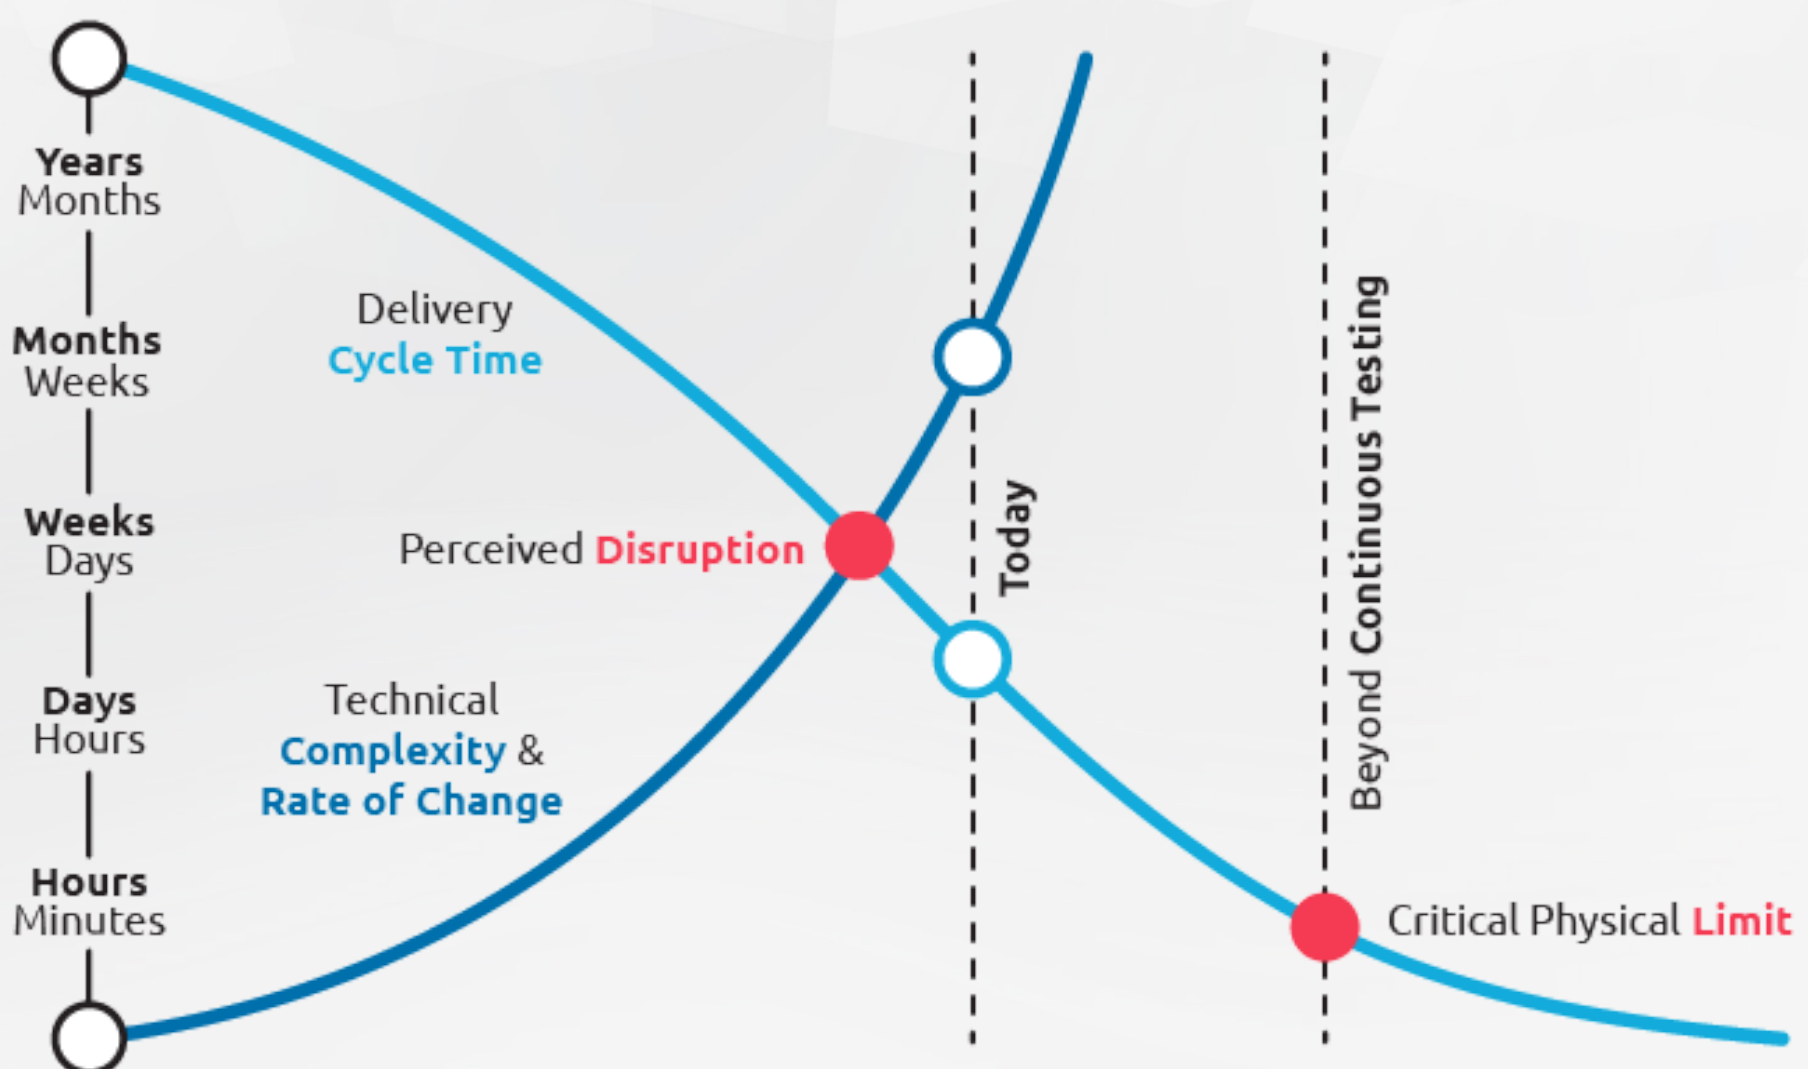 Years
Months
Months
Weeks
Weeks
Days
Days
Hours
Hours
Minutes
Delivery
Cycle Time
Perceived Disruption
Technical
Complexity &
Rate of Change
Today
Beyond Continuous Testing
Critical Physical Limit